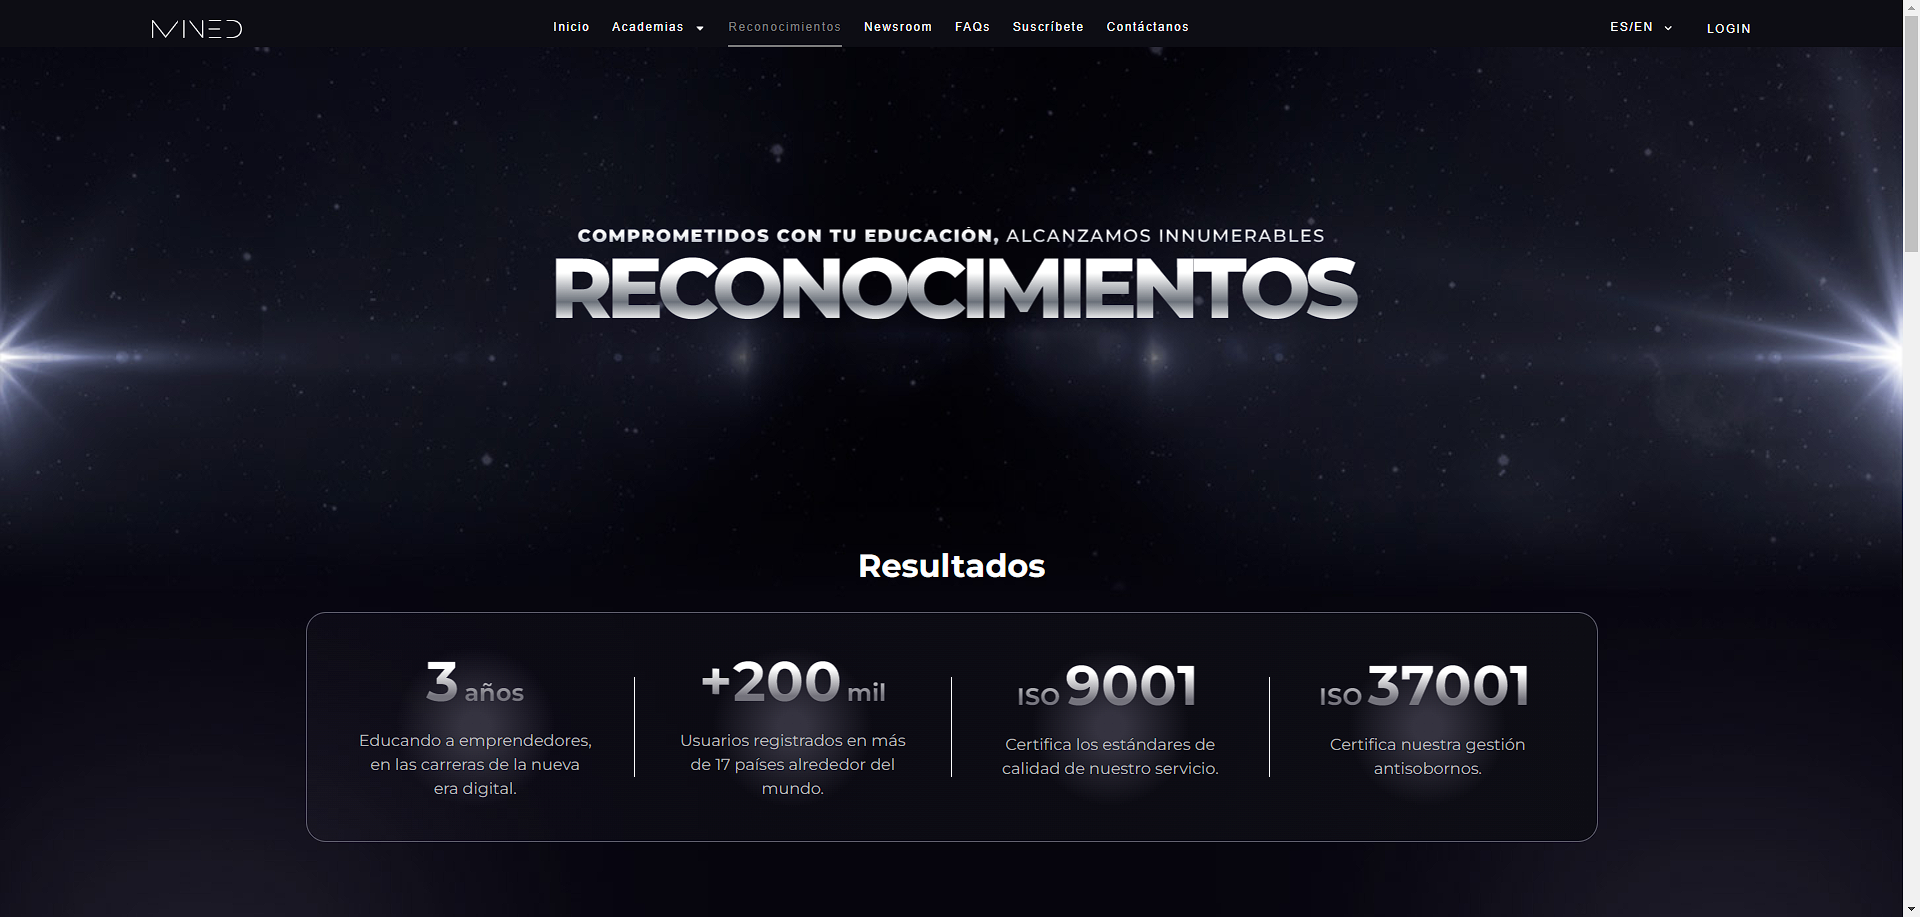 MINED
Inicio Academias Reconocimientos Newsroom FAQs Suscríbete Contáctanos
ES/EN LOGIN
COMPROMETIDOS CON TU EDUCACIÓN, ALCANZAMOS INNUMERABLES
RECONOCIMIENTOS
Resultados
3 años
Educando a emprendedores,
en las carreras de la nueva
era digital.
+200 mil
Usuarios registrados en más
de 17 países alrededor del
mundo.
ISO 9001
Certifica los estándares de
calidad de nuestro servicio.
ISO 37001
Certifica nuestra gestión
antisobornos.